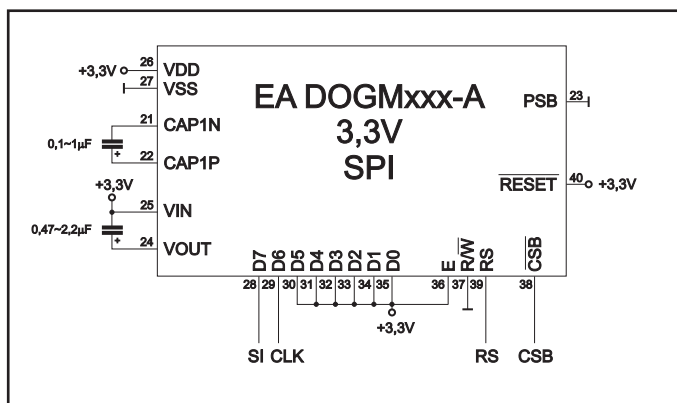 EA DOGMxxx-A
3,3V
SPI
+3,3V
26 VDD
27 VSS
21 CAP1N
0,1~1µF
+
22 CAP1P
+3,3V
25 VIN
0,47~2,2µF
+
24 VOUT
PSB 23
RESET 40 +3,3V
D7 D6 D5 D4 D3 D2 D1 D0 E R/W RS CSB
28 29 30 31 32 33 34 35 36 37 39 38
+3,3V
SI CLK RS CSB